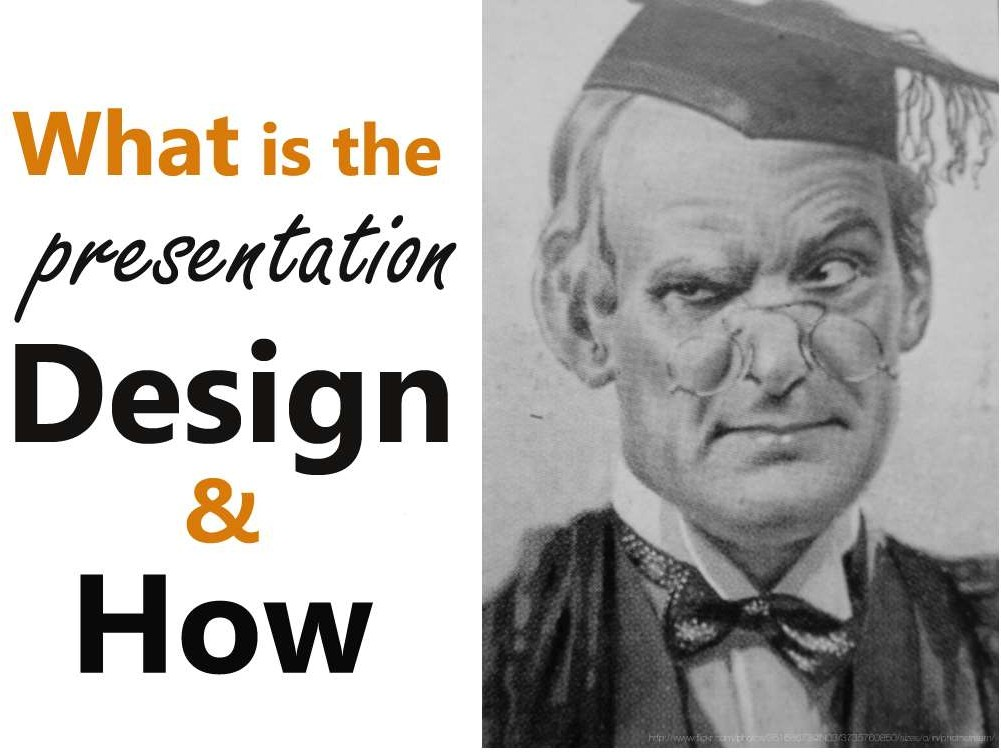 What is the
presentation
Design
&
How